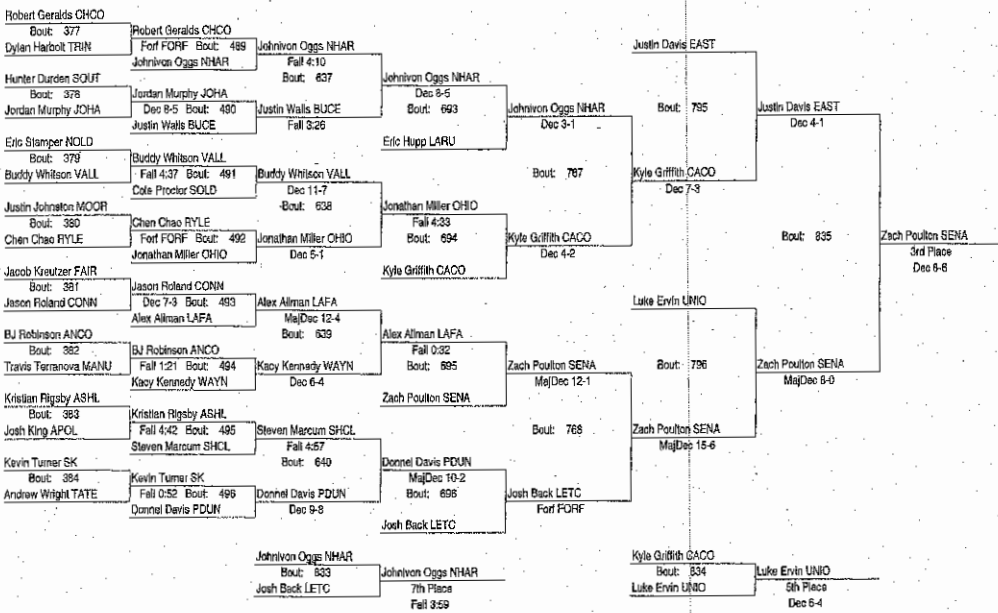 Robert Geralds CHCO
Bout: 377
Dylan Harbolt TRIN
Hunter Durden SOUT
Bout: 378
Jordan Murphy JOHA
Eric Stamper NOLD
Bout: 379
Buddy Whitson VALL
Justin Johnston MOOR
Bout: 380
Chen Chao RYLE
Jacob Kreutzer FAIR
Bout: 381
Jason Roland CONN
BJ Robinson ANCO
Bout: 382
Travis Terranova MANU
Kristian Rigsby ASHL
Bout: 383
Josh King APOL
Kevin Turner SK
Bout: 384
Andrew Wright TATE
Robert Geralds CHCO
Forf FORF Bout: 489
Johnivon Oggs NHAR
Jordan Murphy JOHA
Dec 8-5 Bout: 490
Justin Walls BUCE
Buddy Whitson VALL
Fall 4:37 Bout: 491
Cole Proctor SOLD
Chen Chao RYLE
Forf FORF Bout: 492
Jonathan Miller OHIO
Jason Roland CONN
Dec 7-3 Bout: 493
Alex Allman LAFA
BJ Robinson ANCO
Fall 1:21 Bout: 494
Kacy Kennedy WAYN
Kristian Rigsby ASHL
Fall 4:42 Bout: 495
Steven Marcum SHCL
Kevin Turner SK
Fall 0:52 Bout: 496
Donnel Davis PDUN
Johnivon Oggs NHAR
Fall 4:10
Bout: 637
Justin Walls BUCE
Fall 3:26
Buddy Whitson VALL
Dec 11-7
Bout: 638
Jonathan Miller OHIO
Dec 5-1
Alex Allman LAFA
MajDec 12-4
Bout: 639
Kacy Kennedy WAYN
Dec 6-4
Steven Marcum SHCL
Fall 4:57
Bout: 640
Donnel Davis PDUN
Dec 9-8
Johnivon Oggs NHAR
Dec 8-5
Bout: 693
Eric Hupp LARU
Jonathan Miller OHIO
Fall 4:33
Bout: 694
Kyle Griffith CACO
Alex Allman LAFA
Fall 0:32
Bout: 695
Zach Poulton SENA
Donnel Davis PDUN
MajDec 10-2
Bout: 696
Josh Back LETC
Johnivon Oggs NHAR
Dec 3-1
Bout: 767
Kyle Griffith CACO
Dec 4-2
Zach Poulton SENA
MajDec 12-1
Bout: 768
Josh Back LETC
Forf FORF
Justin Davis EAST
Bout: 795
Kyle Griffith CACO
Dec 7-3
Luke Ervin UNIO
Bout: 796
Zach Poulton SENA
MajDec 15-6
Justin Davis EAST
Dec 4-1
Bout: 835
Zach Poulton SENA
MajDec 8-0
Zach Poulton SENA
3rd Place
Dec 8-6
Johnivon Oggs NHAR
Bout: 833
Josh Back LETC
Johnivon Oggs NHAR
7th Place
Fall 3:59
Kyle Griffith CACO
Bout: 834
Luke Ervin UNIO
Luke Ervin UNIO
5th Place
Dec 6-4